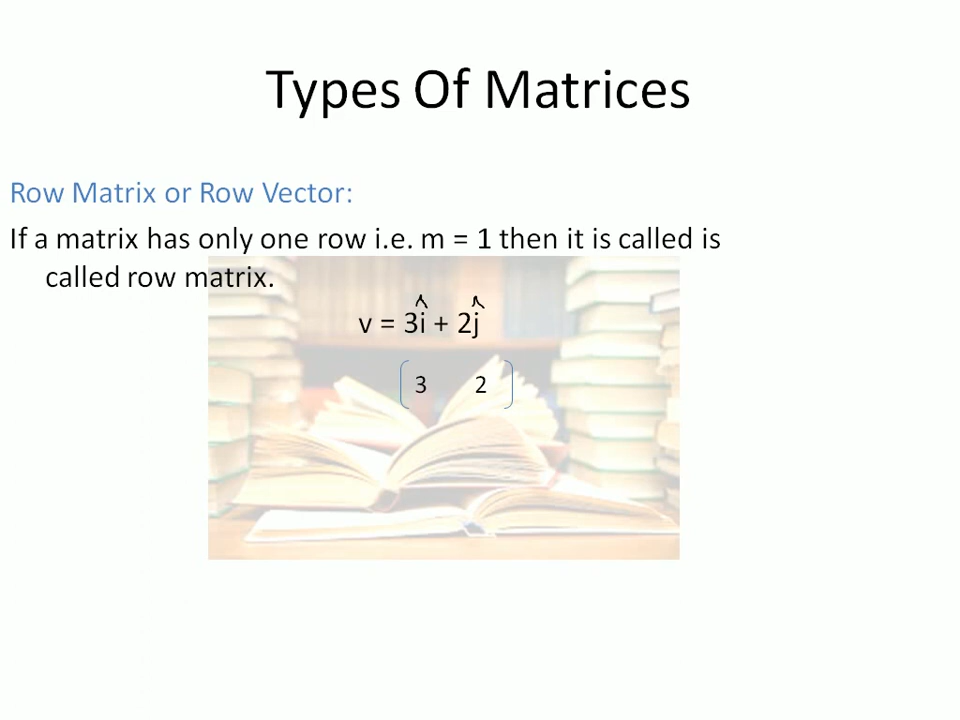 Types Of Matrices
Row Matrix or Row Vector:
If a matrix has only one row i.e. m = 1 then it is called is
called row matrix.
v = 3î + 2ĵ
3 2